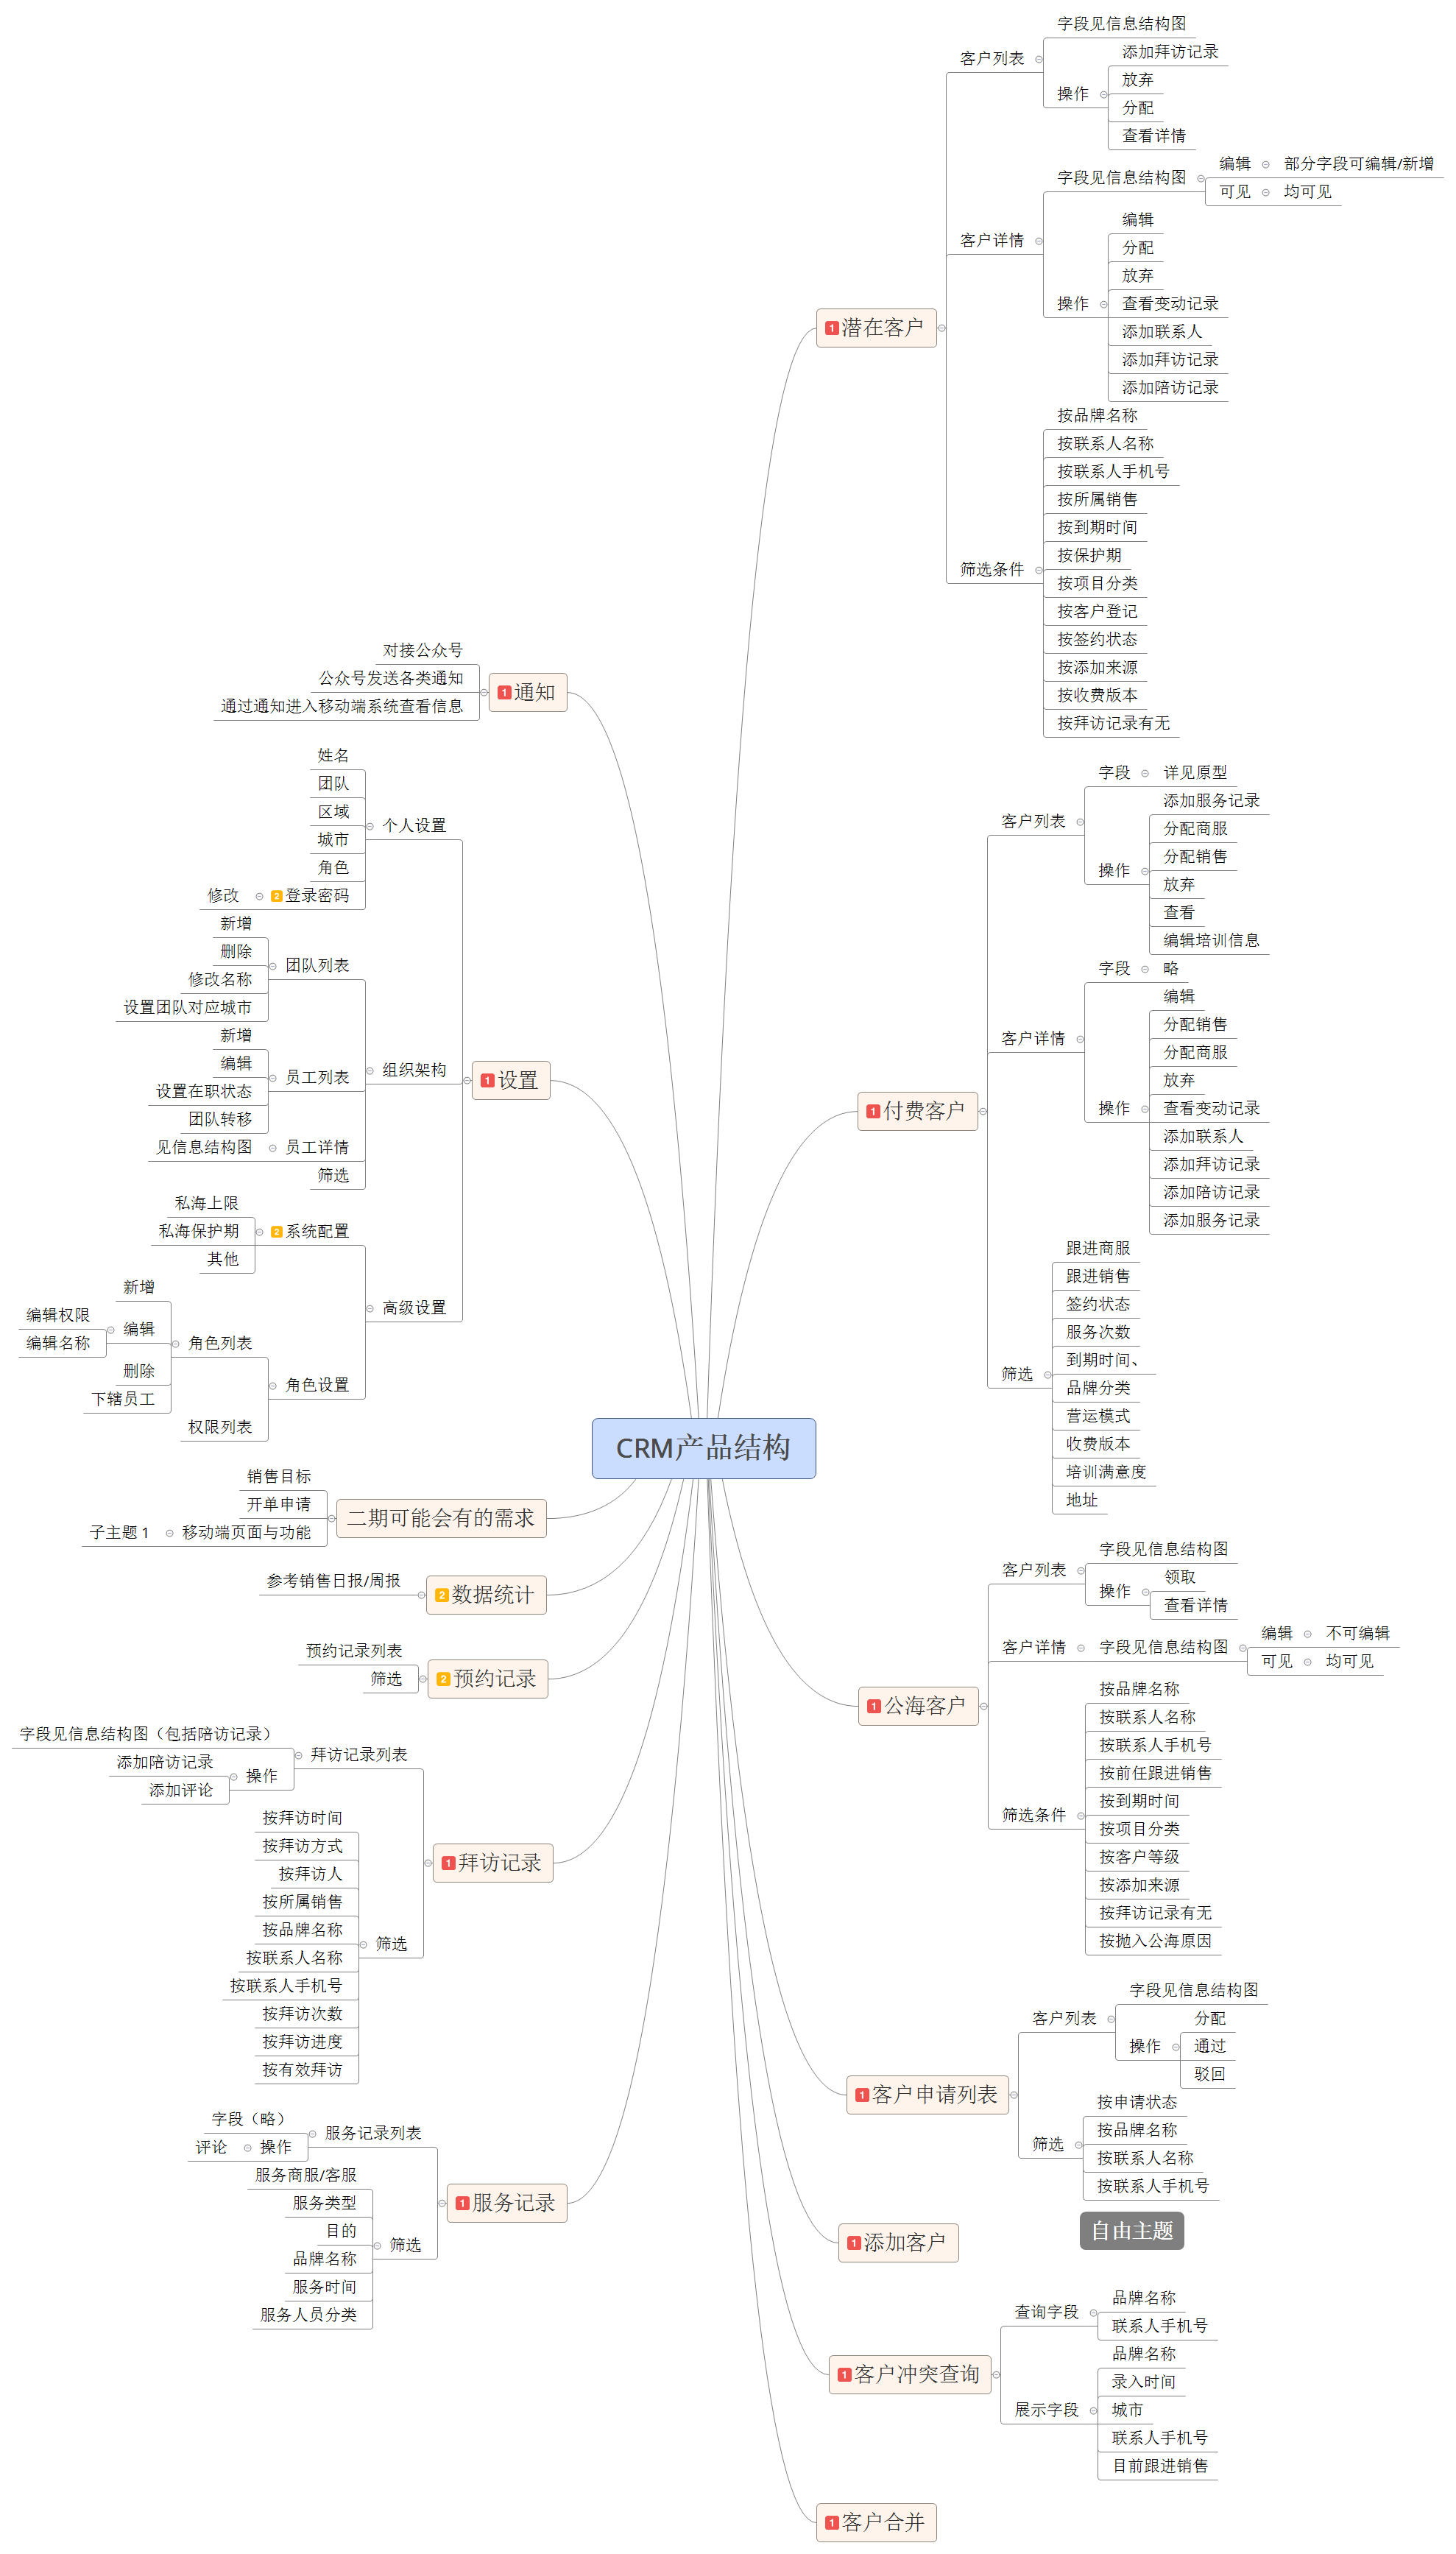 CRM产品结构
1
潜在客户
客户列表
字段见信息结构图
操作
添加拜访记录
放弃
分配
查看详情
客户详情
字段见信息结构图
编辑
部分字段可编辑/新增
可见
均可见
操作
编辑
分配
放弃
查看变动记录
添加联系人
添加拜访记录
添加陪访记录
筛选条件
按品牌名称
按联系人名称
按联系人手机号
按所属销售
按到期时间
按保护期
按项目分类
按客户登记
按签约状态
按添加来源
按收费版本
按拜访记录有无
1
付费客户
客户列表
字段
详见原型
操作
添加服务记录
分配商服
分配销售
放弃
查看
编辑培训信息
客户详情
字段
略
操作
编辑
分配销售
分配商服
放弃
查看变动记录
添加联系人
添加拜访记录
添加陪访记录
添加服务记录
筛选
跟进商服
跟进销售
签约状态
服务次数
到期时间、
品牌分类
营运模式
收费版本
培训满意度
地址
1
公海客户
客户列表
字段见信息结构图
操作
领取
查看详情
客户详情
字段见信息结构图
编辑
不可编辑
可见
均可见
筛选条件
按品牌名称
按联系人名称
按联系人手机号
按前任跟进销售
按到期时间
按项目分类
按客户等级
按添加来源
按拜访记录有无
按抛入公海原因
1
客户申请列表
客户列表
字段见信息结构图
操作
分配
通过
驳回
筛选
按申请状态
按品牌名称
按联系人名称
按联系人手机号
自由主题
1
添加客户
1
客户冲突查询
查询字段
品牌名称
联系人手机号
展示字段
品牌名称
录入时间
城市
联系人手机号
目前跟进销售
1
客户合并
1
通知
对接公众号
公众号发送各类通知
通过通知进入移动端系统查看信息
1
设置
个人设置
姓名
团队
区域
城市
角色
2
登录密码
修改
组织架构
团队列表
新增
删除
修改名称
设置团队对应城市
员工列表
新增
编辑
设置在职状态
团队转移
员工详情
见信息结构图
筛选
高级设置
2
系统配置
私海上限
私海保护期
其他
角色设置
角色列表
新增
编辑
编辑权限
编辑名称
删除
下辖员工
权限列表
二期可能会有的需求
销售目标
开单申请
移动端页面与功能
子主题 1
2
数据统计
参考销售日报/周报
2
预约记录
预约记录列表
筛选
1
拜访记录
拜访记录列表
字段见信息结构图（包括陪访记录）
操作
添加陪访记录
添加评论
筛选
按拜访时间
按拜访方式
按拜访人
按所属销售
按品牌名称
按联系人名称
按联系人手机号
按拜访次数
按拜访进度
按有效拜访
1
服务记录
服务记录列表
字段（略）
操作
评论
筛选
服务商服/客服
服务类型
目的
品牌名称
服务时间
服务人员分类